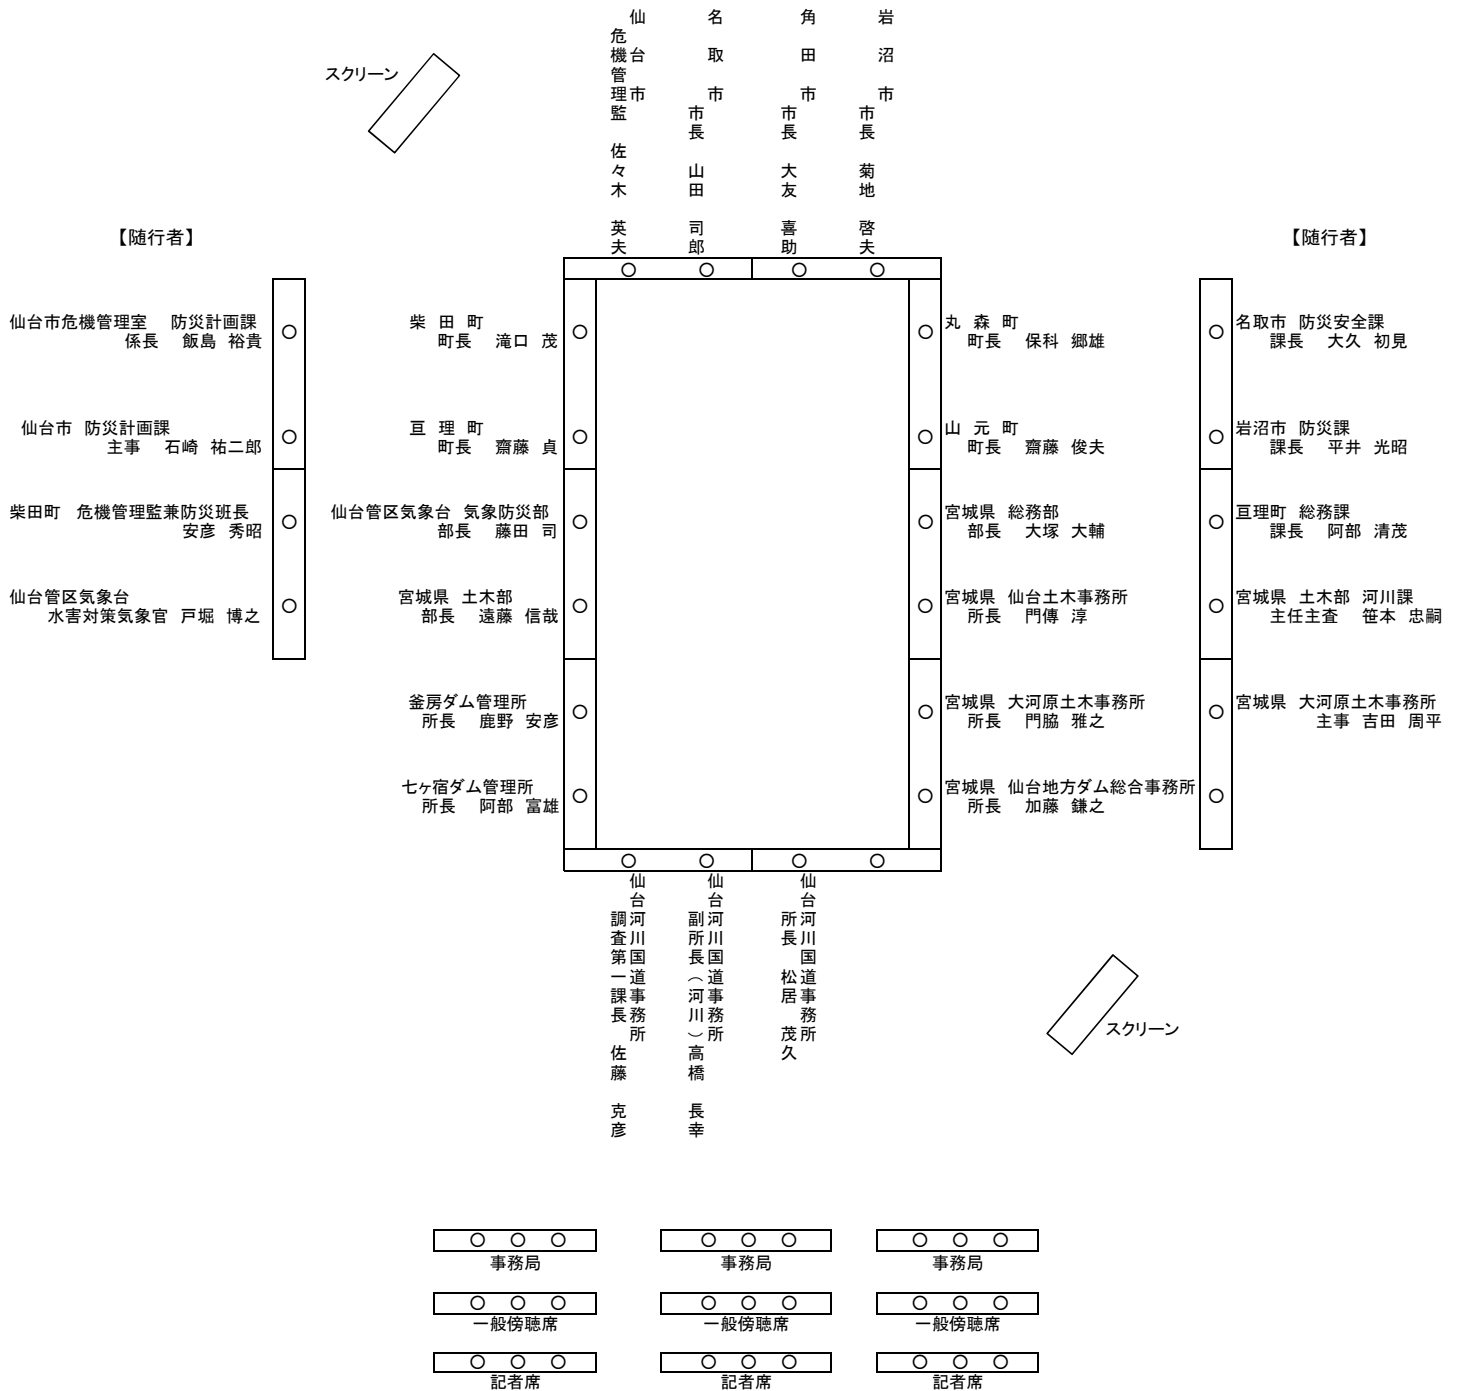 スクリーン
仙台市
危機管理監 佐々木 英夫
名取市
市長 山田 司郎
角田市
市長 大友 喜助
岩沼市
市長 菊地 啓夫
【随行者】
仙台市危機管理室 防災計画課
係長 飯島 裕貴
仙台市 防災計画課
主事 石崎 祐二郎
柴田町 危機管理監兼防災班長
安彦 秀昭
仙台管区気象台
水害対策気象官 戸堀 博之
柴田町
町長 滝口 茂
亘理町
町長 齋藤 貞
仙台管区気象台 気象防災部
部長 藤田 司
宮城県 土木部
部長 遠藤 信哉
釜房ダム管理所
所長 鹿野 安彦
七ヶ宿ダム管理所
所長 阿部 富雄
丸森町
町長 保科 郷雄
山元町
町長 齋藤 俊夫
宮城県 総務部
部長 大塚 大輔
宮城県 仙台土木事務所
所長 門傳 淳
宮城県 大河原土木事務所
所長 門脇 雅之
宮城県 仙台地方ダム総合事務所
所長 加藤 鎌之
【随行者】
名取市 防災安全課
課長 大久 初見
岩沼市 防災課
課長 平井 光昭
亘理町 総務課
課長 阿部 清茂
宮城県 土木部 河川課
主任主査 笹本 忠嗣
宮城県 大河原土木事務所
主事 吉田 周平
仙台河川国道事務所
調査第一課長 佐藤 克彦
仙台河川国道事務所
副所長（河川）高橋 長幸
仙台河川国道事務所
所長 松居 茂久
スクリーン
事務局
事務局
事務局
一般傍聴席
一般傍聴席
一般傍聴席
記者席
記者席
記者席